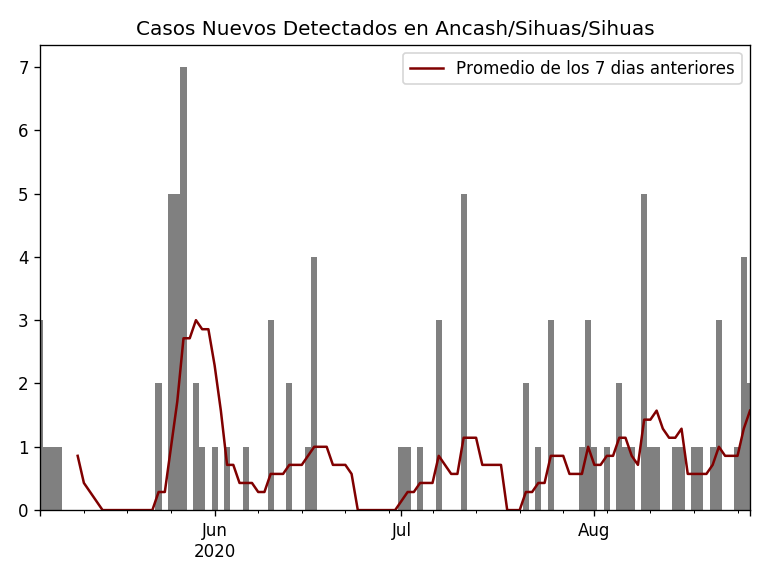 Casos Nuevos Detectados en Ancash/Sihuas/Sihuas
Promedio de los 7 dias anteriores
7
6
5
4
3
2
1
0
Jun
2020
Jul
Aug